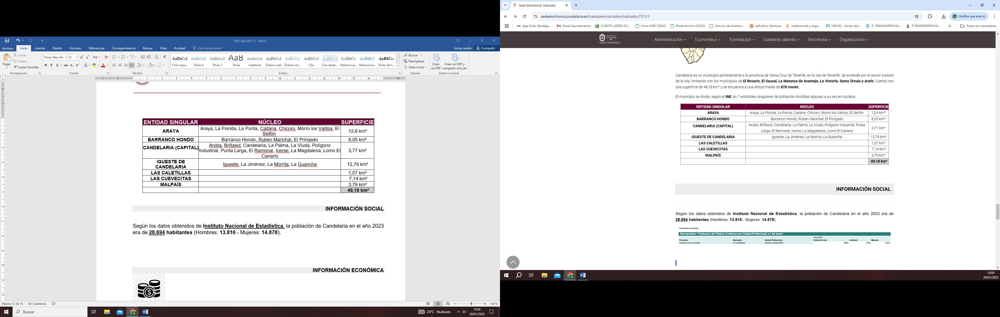 1001 docx(8) (1) - Word
Archivo Inicio Insertar Diseño Formato Referencias Correspondencia Revisar Vista Acrobat ¿Qué desea hacer? Iniciar sesión Compartir
Pegar
Cortar
Copiar
Copiar formato
Portapapeles
Times New Ro 12
Fuente
Párrafo
AaBbCcI AaBbCcD AaBbCcD AaB AaBbCcD AaBbCcI AaBbCcI AaBbCcI AaBbCcI AABBCC AABBCC AaBbCc
¶ Sin espa... Título 4 Título 7 Título Subtítulo Énfasis sutil Énfasis int... Cita Cita desta... Referencia... Referencia... Título del l...
Estilos
Buscar
Reemplazar
Seleccionar
Edición
Crear un PDF
Crear un PDF y compartir vínculo
Adobe Acrobat
ENTIDAD SINGULAR NÚCLEO SUPERFICIE
ARAYA Araya, La Florida, La Punta, Caitana, Chicoro, Morro los Valitos, El Seifón 12,6 km²
BARRANCO HONDO Barranco Hondo, Ruben Marichal, El Pringado 8,05 km²
CANDELARIA (CAPITAL) Aroba, Brillasol, Candelaria, La Palma, La Viuda, Polígono Industrial, Punta Larga, El Ramonal, Icerse, La Magdalena, Lomo El Canario 3,77 km²
IGUESTE DE CANDELARIA Igueste, La Jiménez, La Morrita, La Guancha 12,76 km²
LAS CALETILLAS 1,07 km²
LAS CUEVECITAS 7,14 km²
MALPAÍS 3,79 km²
49,18 km²
INFORMACIÓN SOCIAL
Según los datos obtenidos de Instituto Nacional de Estadística, la población de Candelaria en el año 2023
era de 28.694 habitantes (Hombres: 13.816 - Mujeres: 14.878).
INFORMACIÓN ECONÓMICA
Página 12 de 14 3413 palabras 150 %
Buscar
24°C Nublado
13:04
20/01/2025
Sede Electrónica: Indicador
sedeelectronica.candelaria.es/transparencia/indice/indicador/IT21/1
Verifica que eres tú
App Suite. Bandeja... Gmail Ayuntamiento CLIENTE LIGERO SC... Inicio A3W ODILO Portal Archivo ODILO Servicio de Asistenc... esPublico Gestiona Institucional y orga... HRLOG - Iniciar sesi... P. TRANSPARENCIA... P.TRANSPARENCIA... Todos los marcadores
Candelaria
Sede Electrónica
Administración Económica Tramitación Gobierno abierto Secretaría Organización
Candelaria es un municipio perteneciente a la provincia de Santa Cruz de Tenerife, en la isla de Tenerife. Se extiende por el sector sureste
de la isla, limitando con los municipios de El Rosario, El Sauzal, La Matanza de Acentejo, La Victoria, Santa Úrsula y Arafo. Cuenta con
una superficie de 49,18 km² y se encuentra a una altitud media de 878 msnm.
El municipio se divide, según el INE, en 7 entidades singulares de población divididas algunas a su vez en núcleos:
ENTIDAD SINGULAR NÚCLEO SUPERFICIE
ARAYA Araya, La Florida, La Punta, Caitana, Chicoro, Morro los Valitos, El Seifón 12,6 km²
BARRANCO HONDO Barranco Hondo, Ruben Marichal, El Pringado 8,05 km²
CANDELARIA (CAPITAL) Aroba, Brillasol, Candelaria, La Palma, La Viuda, Polígono Industrial, Punta Larga, El Ramonal, Icerse, La Magdalena, Lomo El Canario 3,77 km²
IGUESTE DE CANDELARIA Igueste, La Jiménez, La Morrita, La Guancha 12,76 km²
LAS CALETILLAS 1,07 km²
LAS CUEVECITAS 7,14 km²
MALPAÍS 3,79 km²
49,18 km²
INFORMACIÓN SOCIAL
Según los datos obtenidos de Instituto Nacional de Estadística, la población de Candelaria en el año 2023 era de
28.694 habitantes (Hombres: 13.816 - Mujeres: 14.878).
1 resultados encontrados
Nomenclátor: Población del Padrón Continuo por Unidad Poblacional a 1 de enero
Año 2023
Provincia Municipio Unidad Poblacional Población total Hombres Mujeres
38 Santa Cruz de Tenerife 011 Candelaria 00 00 00 CANDELARIA 28694 13816 14878
13:04
20/01/2025